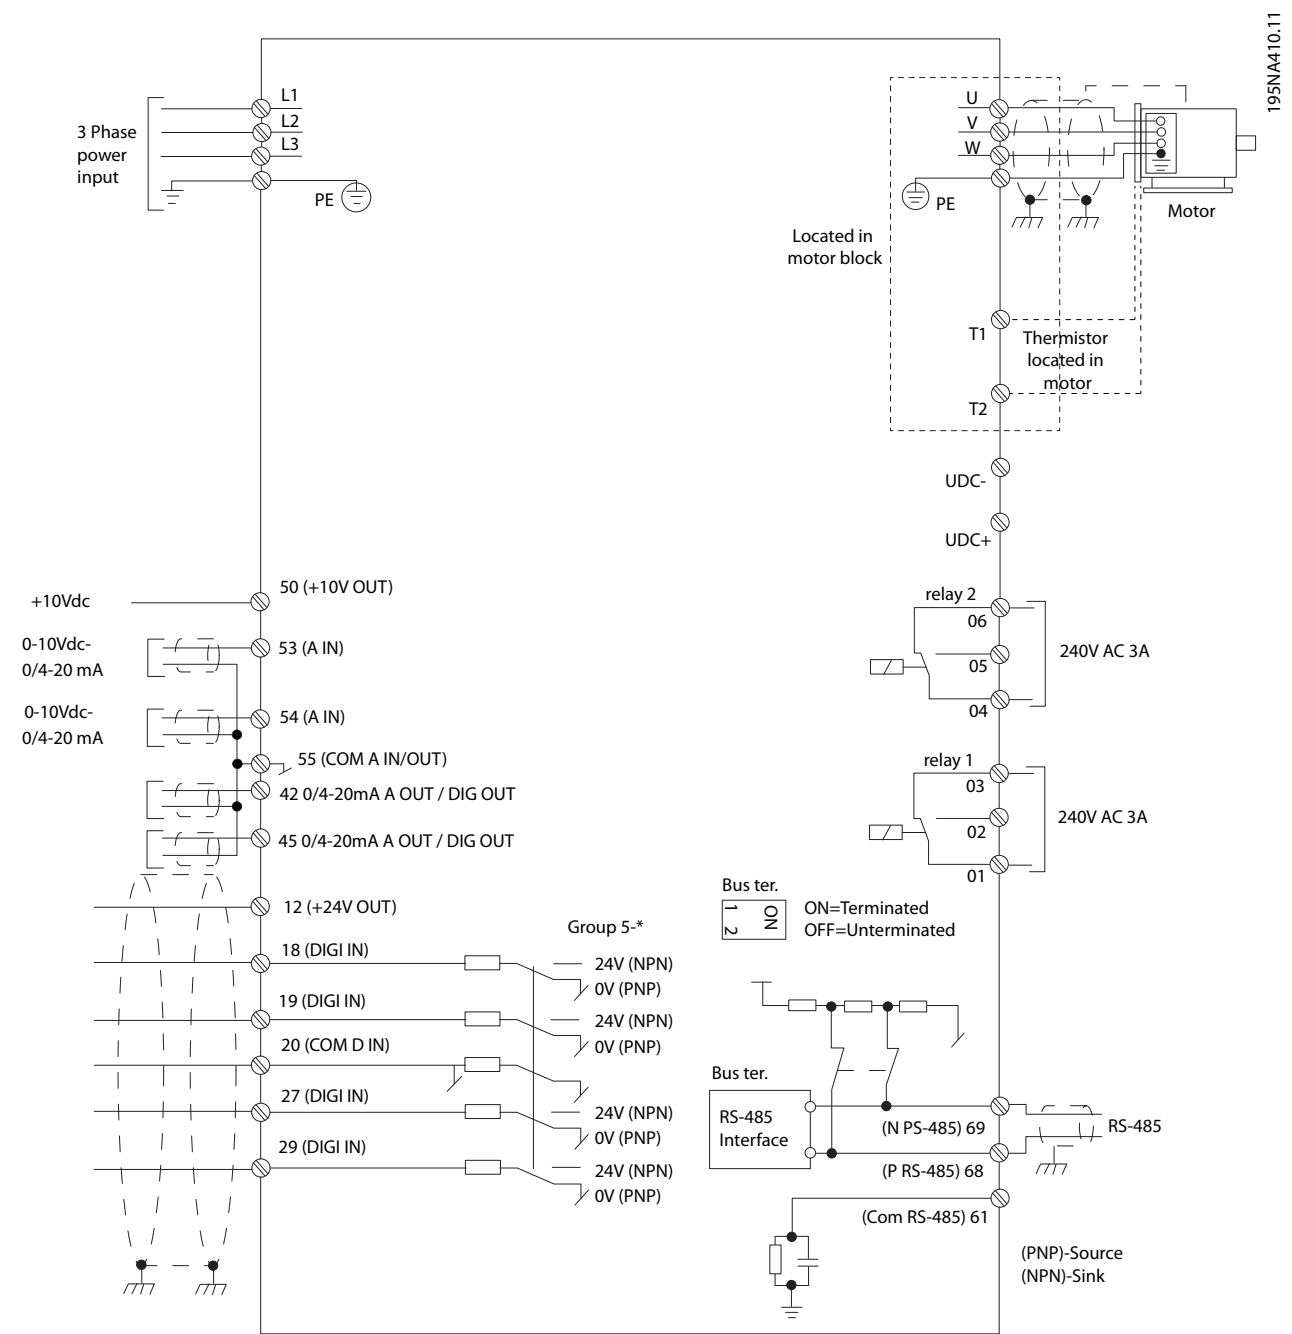 195NA410.11
3 Phase
power
input
L1
L2
L3
PE
U
V
W
PE
Motor
Located in
motor block
T1
Thermistor
located in
motor
T2
UDC-
UDC+
+10Vdc
50 (+10V OUT)
0-10Vdc-
0/4-20 mA
53 (A IN)
0-10Vdc-
0/4-20 mA
54 (A IN)
55 (COM A IN/OUT)
42 0/4-20mA A OUT / DIG OUT
45 0/4-20mA A OUT / DIG OUT
relay 2
06
05
04
240V AC 3A
relay 1
03
02
01
240V AC 3A
12 (+24V OUT)
18 (DIGI IN)
19 (DIGI IN)
20 (COM D IN)
27 (DIGI IN)
29 (DIGI IN)
Group 5-*
24V (NPN)
0V (PNP)
24V (NPN)
0V (PNP)
24V (NPN)
0V (PNP)
24V (NPN)
0V (PNP)
Bus ter.
1
2
ON
ON=Terminated
OFF=Unterminated
Bus ter.
RS-485
Interface
(N PS-485) 69
RS-485
(P RS-485) 68
(Com RS-485) 61
(PNP)-Source
(NPN)-Sink